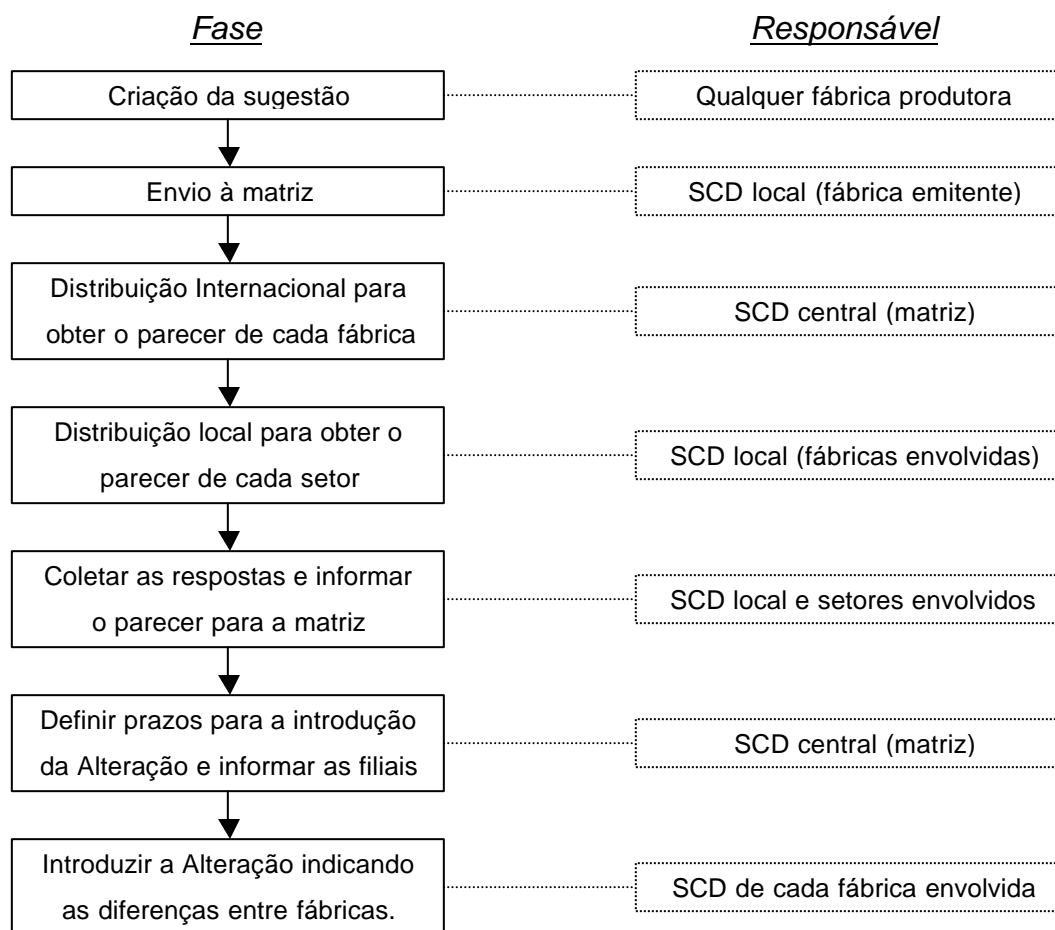 Fase
Responsável
Criação da sugestão
Qualquer fábrica produtora
Envio à matriz
SCD local (fábrica emitente)
Distribuição Internacional para
obter o parecer de cada fábrica
SCD central (matriz)
Distribuição local para obter o
parecer de cada setor
SCD local (fábricas envolvidas)
Coletar as respostas e informar
o parecer para a matriz
SCD local e setores envolvidos
Definir prazos para a introdução
da Alteração e informar as filiais
SCD central (matriz)
Introduzir a Alteração indicando
as diferenças entre fábricas.
SCD de cada fábrica envolvida